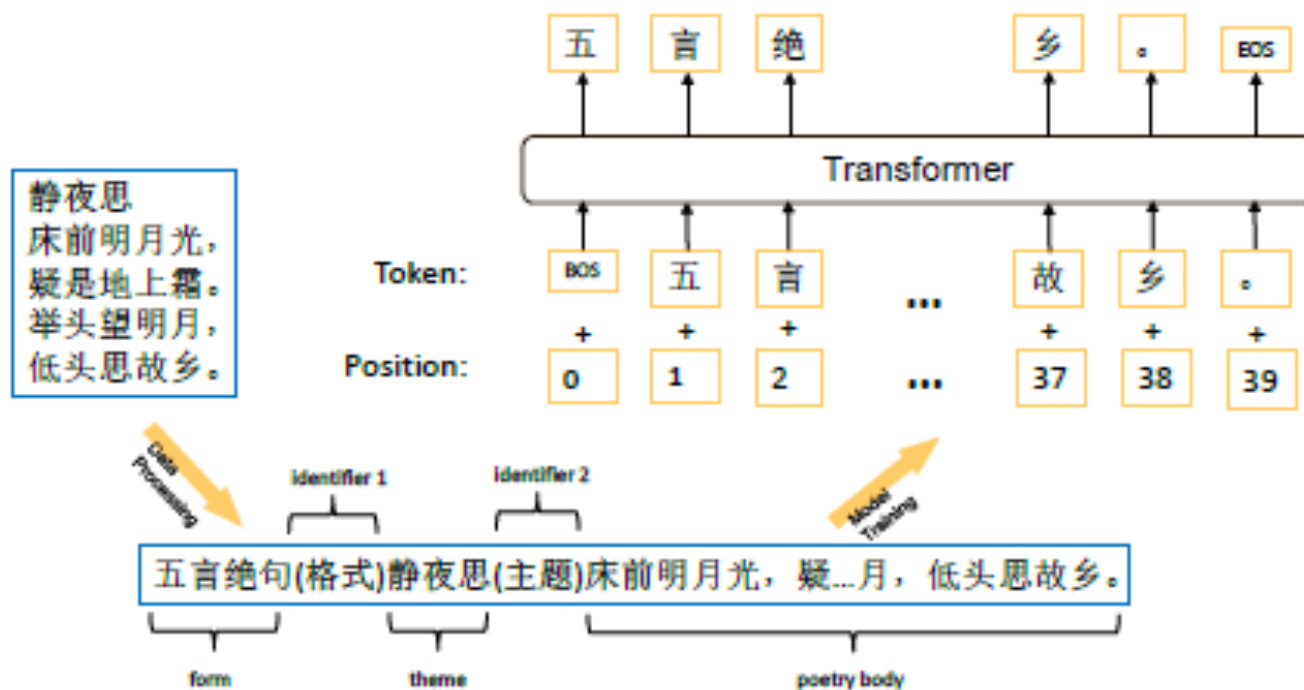 五 言 绝 乡 。 EOS
Transformer
静夜思
床前明月光，
疑是地上霜。
举头望明月，
低头思故乡。
Token: BOS 五 言 ... 故 乡 。
+ + + + + +
Position: 0 1 2 ... 37 38 39
Data Processing
identifier 1
identifier 2
Model Training
五言绝句(格式)静夜思(主题)床前明月光，疑...月，低头思故乡。
form
theme
poetry body